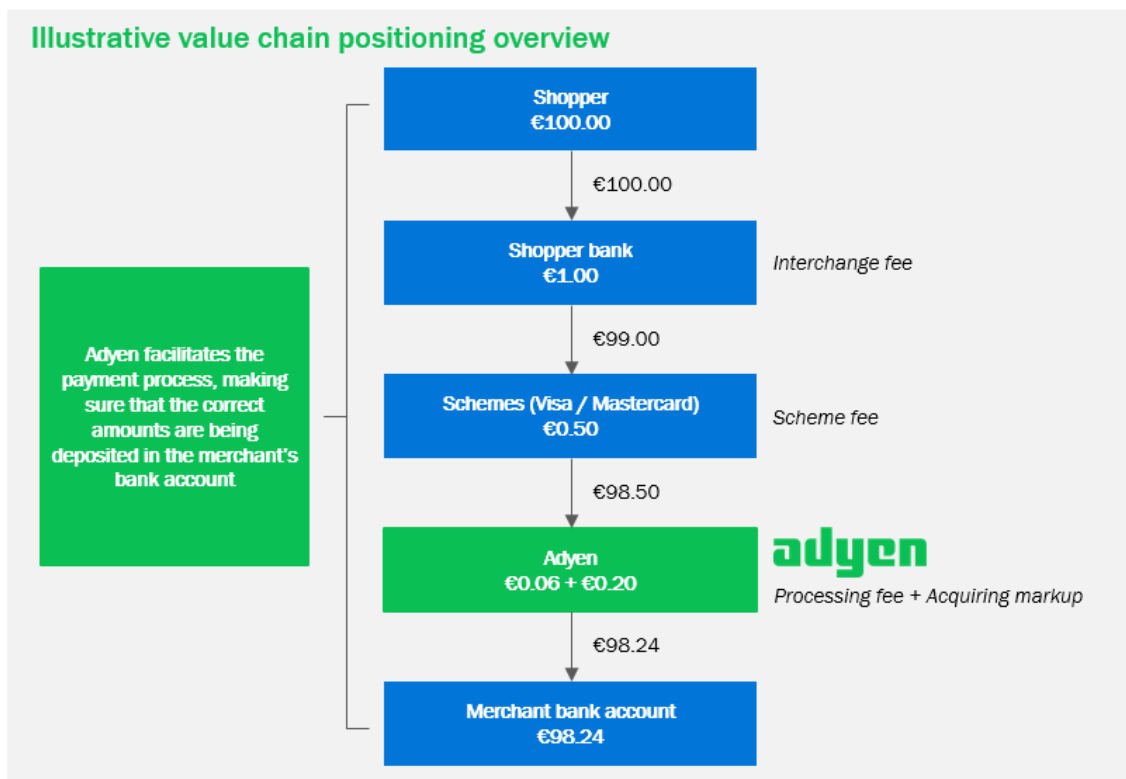 Illustrative value chain positioning overview
Shopper
€100.00
€100.00
Shopper bank
€1.00
Interchange fee
€99.00
Adyen facilitates the
payment process, making
sure that the correct
amounts are being
deposited in the merchant's
bank account
Schemes (Visa / Mastercard)
€0.50
Scheme fee
€98.50
Adyen
€0.06 + €0.20
adyen
Processing fee + Acquiring markup
€98.24
Merchant bank account
€98.24